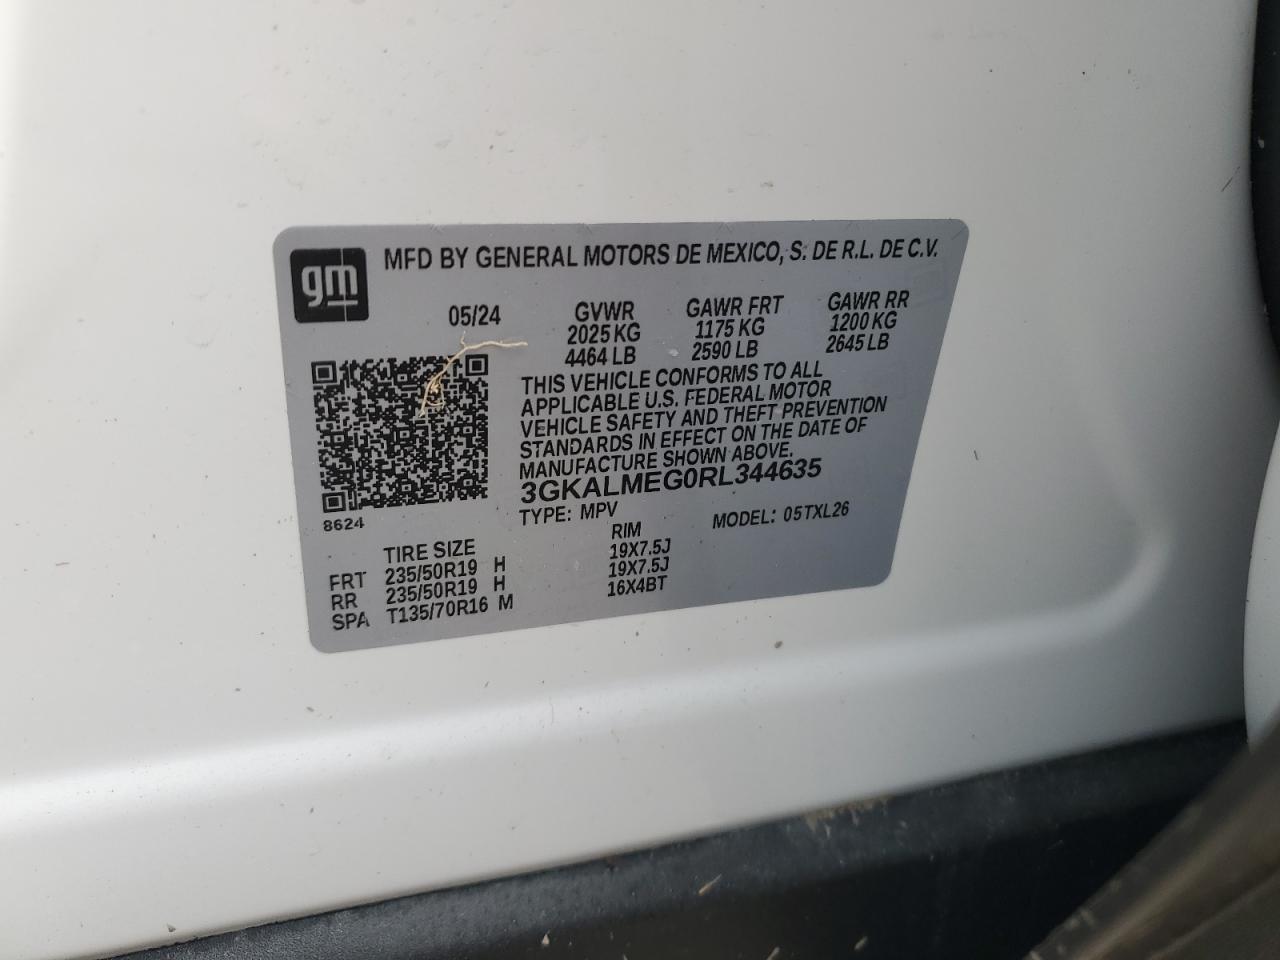 gm
MFD BY GENERAL MOTORS DE MEXICO, S. DE R.L. DE C.V.
05/24 GVWR GAWR FRT GAWR RR
2025 KG 1175 KG 1200 KG
4464 LB 2590 LB 2645 LB
THIS VEHICLE CONFORMS TO ALL
APPLICABLE U.S. FEDERAL MOTOR
VEHICLE SAFETY AND THEFT PREVENTION
STANDARDS IN EFFECT ON THE DATE OF
MANUFACTURE SHOWN ABOVE.
3GKALMEG0RL344635
8624
TYPE: MPV MODEL: 05TXL26
TIRE SIZE RIM
FRT 235/50R19 H 19X7.5J
RR 235/50R19 H 19X7.5J
SPA T135/70R16 M 16X4BT